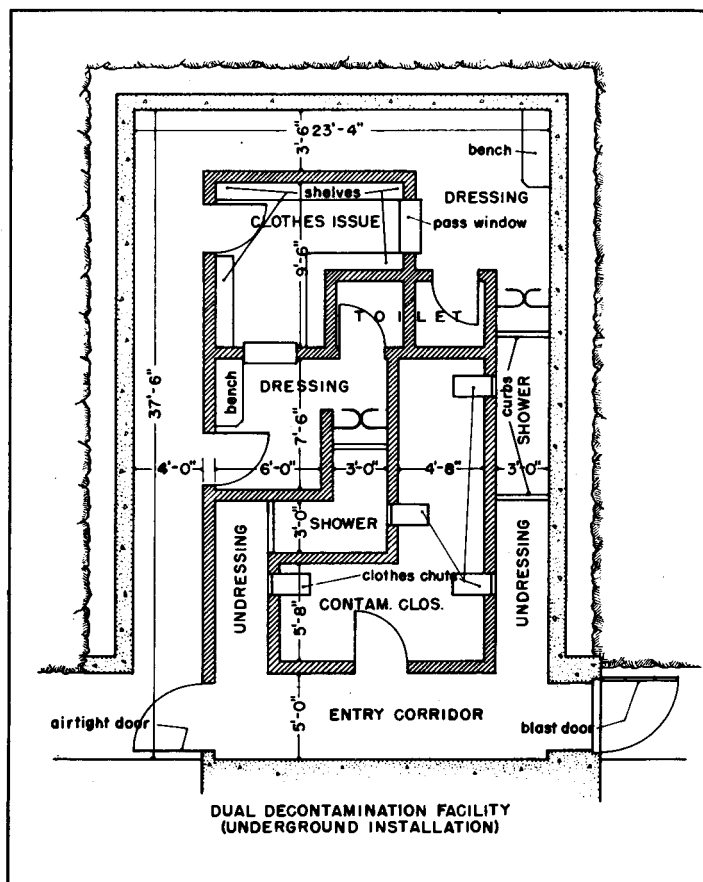 3'-6"
23'-4"
bench
DRESSING
shelves
CLOTHES ISSUE
pass window
9'-6"
TOILET
DRESSING
bench
37'-6"
7'-6"
curbs
SHOWER
4'-0"
6'-0"
3'-0"
4'-8"
3'-0"
3'-0"
SHOWER
UNDRESSING
clothes chute
CONTAM. CLOS.
UNDRESSING
5'-8"
5'-0"
ENTRY CORRIDOR
airtight door
blast door
DUAL DECONTAMINATION FACILITY
(UNDERGROUND INSTALLATION)